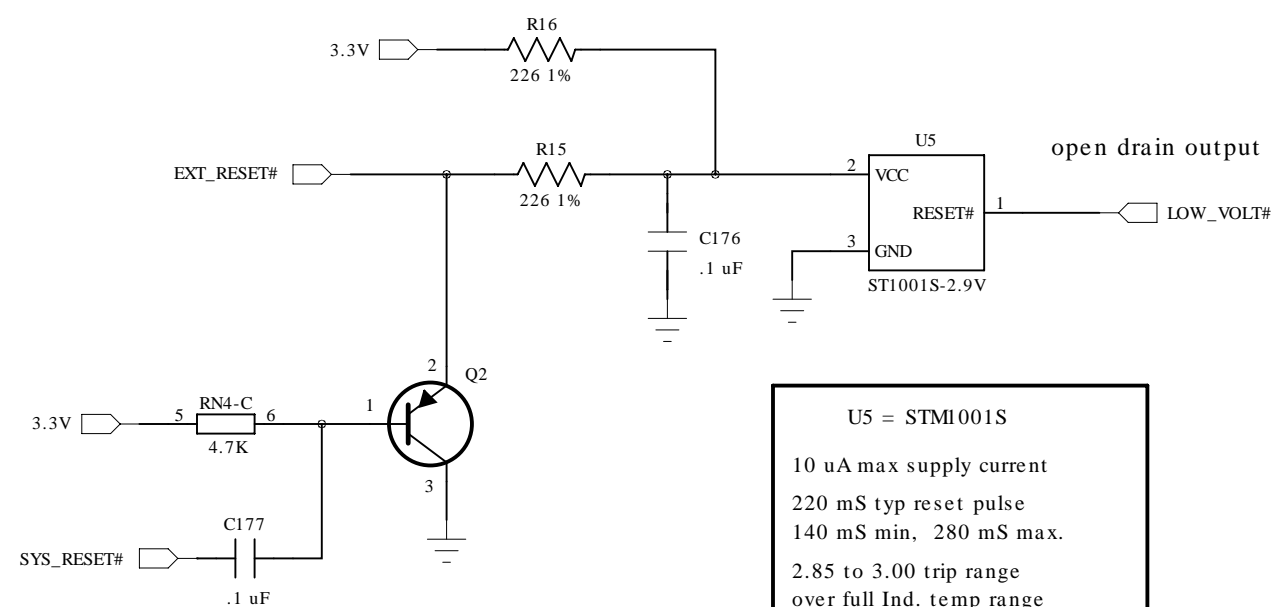 R16
3.3V
226 1%
R15
EXT_RESET#
226 1%
U5
open drain output
2
VCC
RESET#
1
LOW_VOLT#
3
GND
ST1001S-2.9V
C176
.1 uF
2
Q2
RN4-C
3.3V
5
6
1
4.7K
3
C177
SYS_RESET#
.1 uF
U5 = STM1001S
10 uA max supply current
220 mS typ reset pulse
140 mS min, 280 mS max.
2.85 to 3.00 trip range
over full Ind. temp range